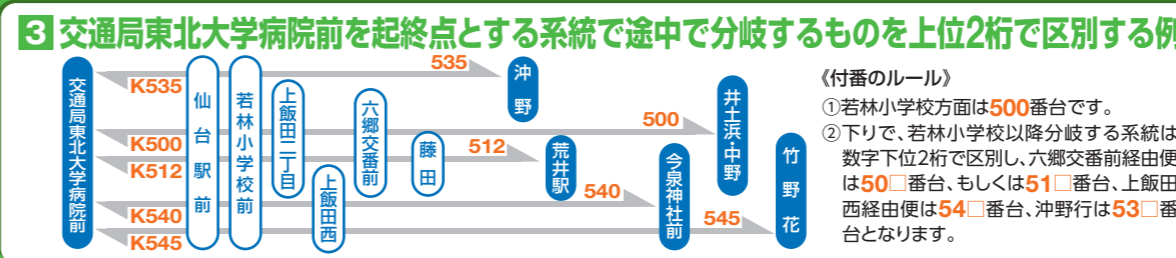 3 交通局東北大学病院前を起終点とする系統で途中で分岐するものを上位2桁で区別する例
交通局東北大学病院前
K535
K500
K512
K540
K545
仙台駅前
若林小学校前
上飯田二丁目
上飯田西
六郷交番前
藤田
535
沖野
512
荒井駅
500
井土浜・中野
540
今泉神社前
545
竹野花
《付番のルール》
①若林小学校方面は500番台です。
②下りで、若林小学校以降分岐する系統は
数字下位2桁で区別し、六郷交番前経由便
は50□番台、もしくは51□番台、上飯田
西経由便は54□番台、沖野行は53□番
台となります。